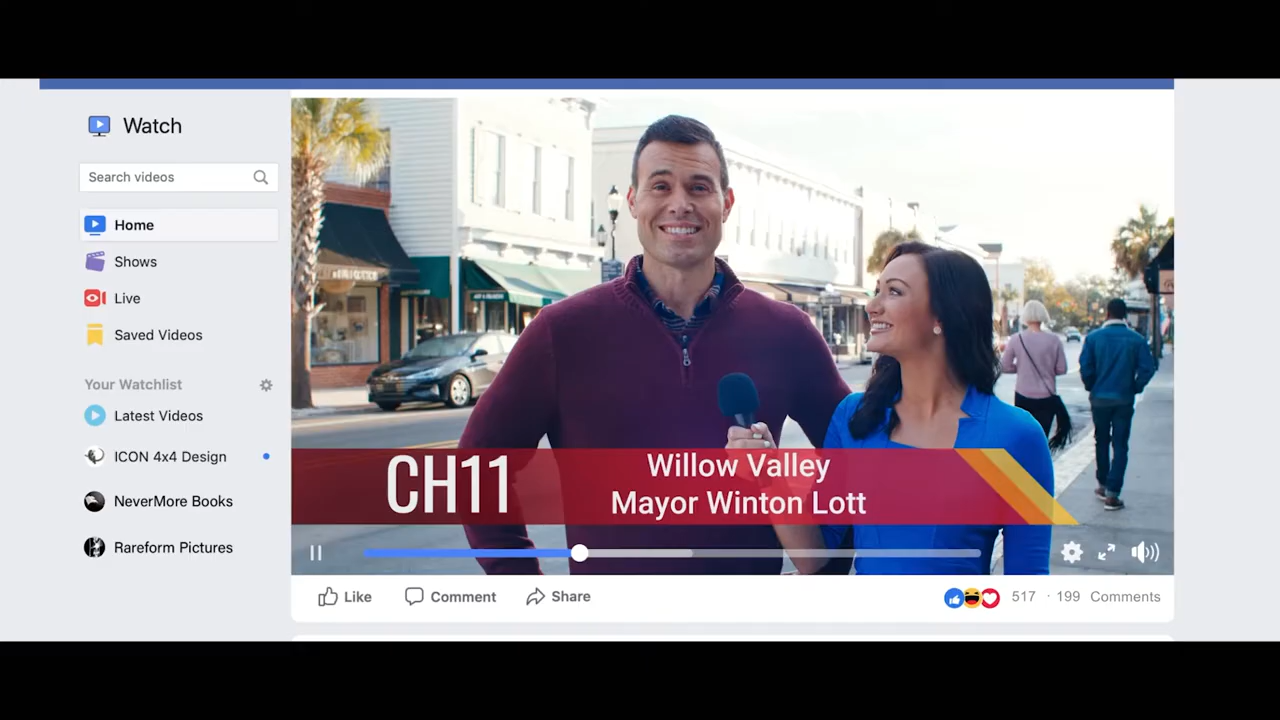 Watch
Search videos
Home
Shows
Live
Saved Videos
Your Watchlist
Latest Videos
ICON 4x4 Design
NeverMore Books
Rareform Pictures
CH11
Willow Valley
Mayor Winton Lott
Like
Comment
Share
517 · 199 Comments